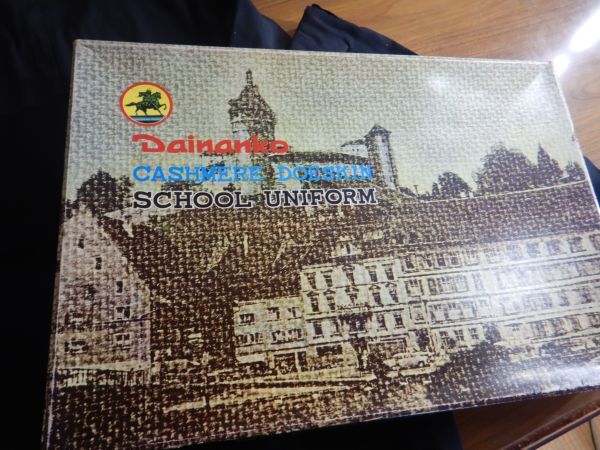 Dainanko
CASHMERE DOESKIN
SCHOOL UNIFORM